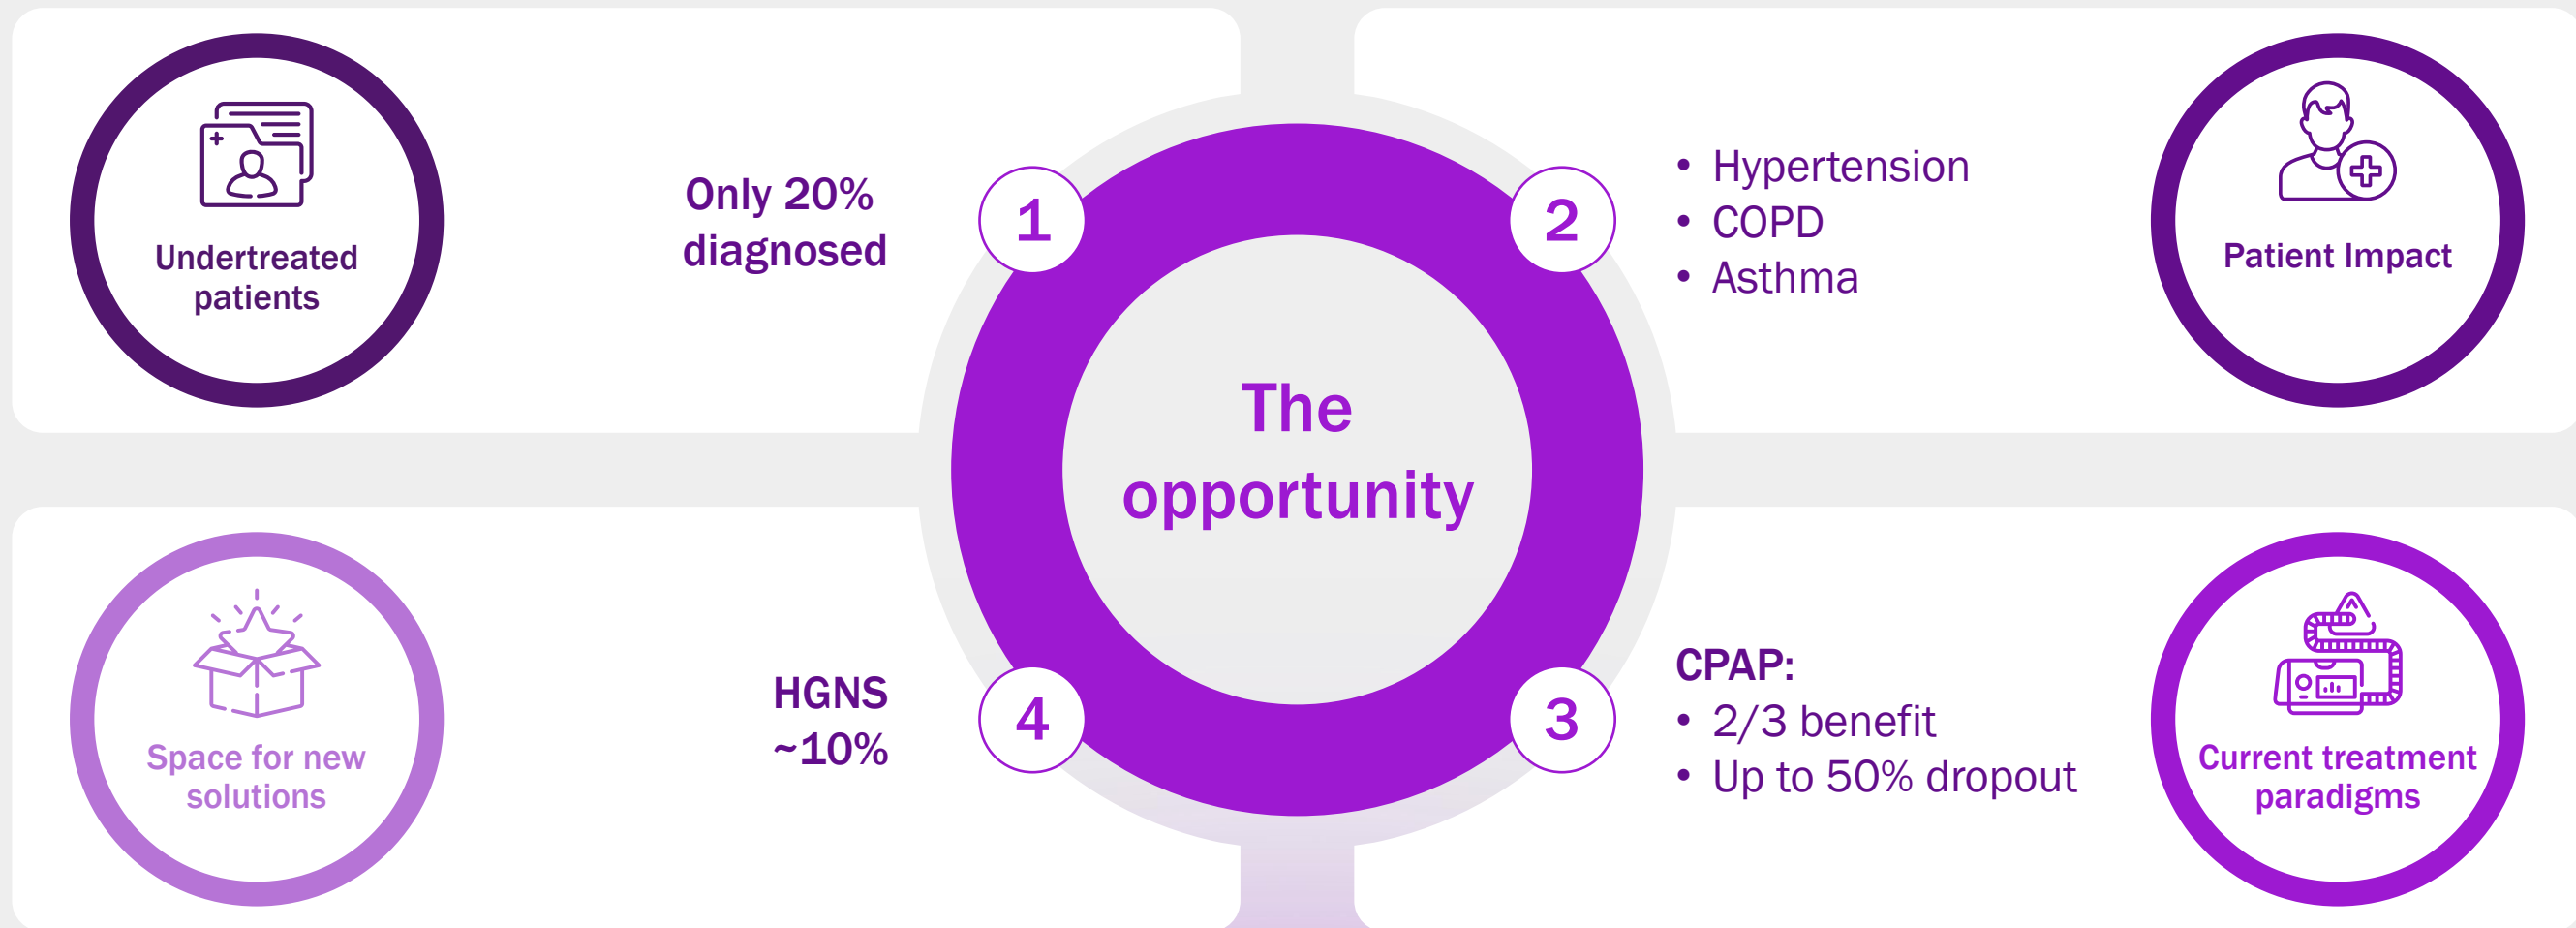 Undertreated
patients
Only 20%
diagnosed
1
2
• Hypertension
• COPD
• Asthma
Patient Impact
The
opportunity
Space for new
solutions
HGNS
~10%
4
3
CPAP:
• 2/3 benefit
• Up to 50% dropout
Current treatment
paradigms